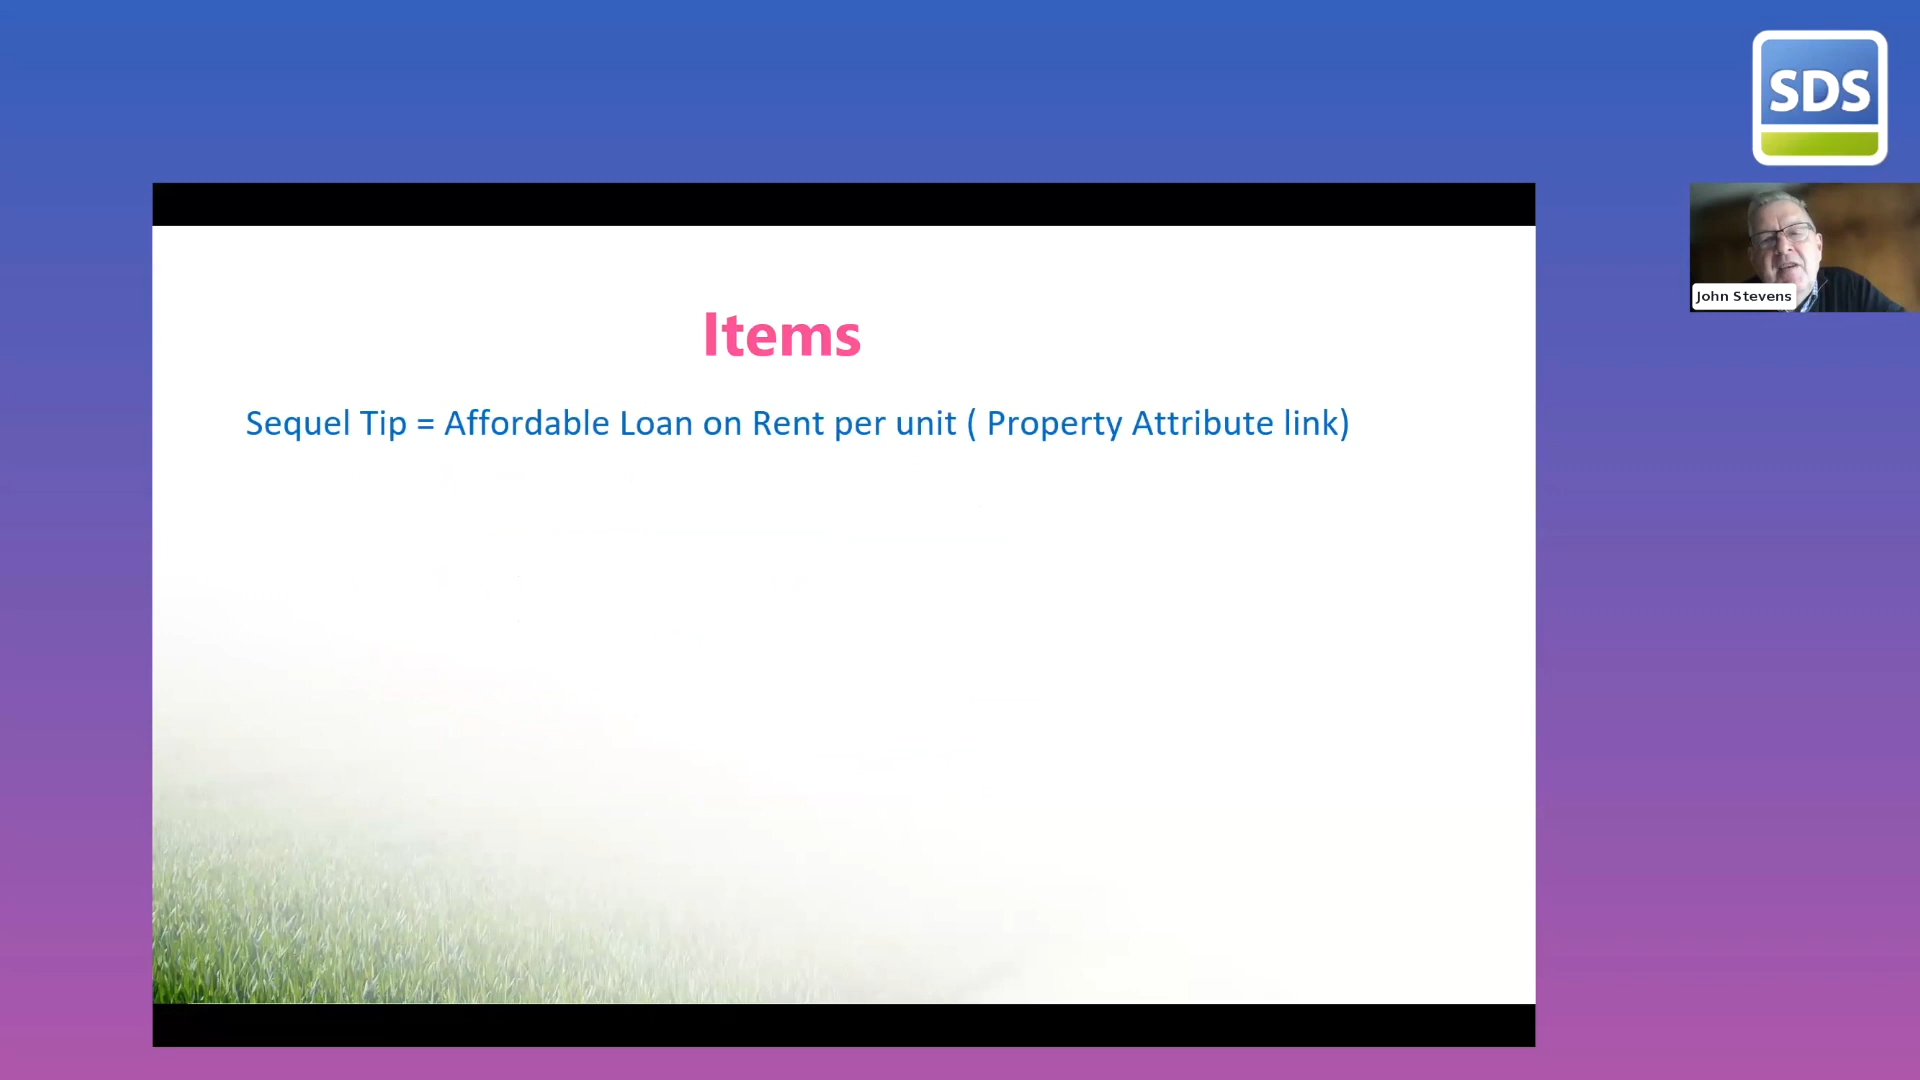 SDS
John Stevens
Items
Sequel Tip = Affordable Loan on Rent per unit ( Property Attribute link)